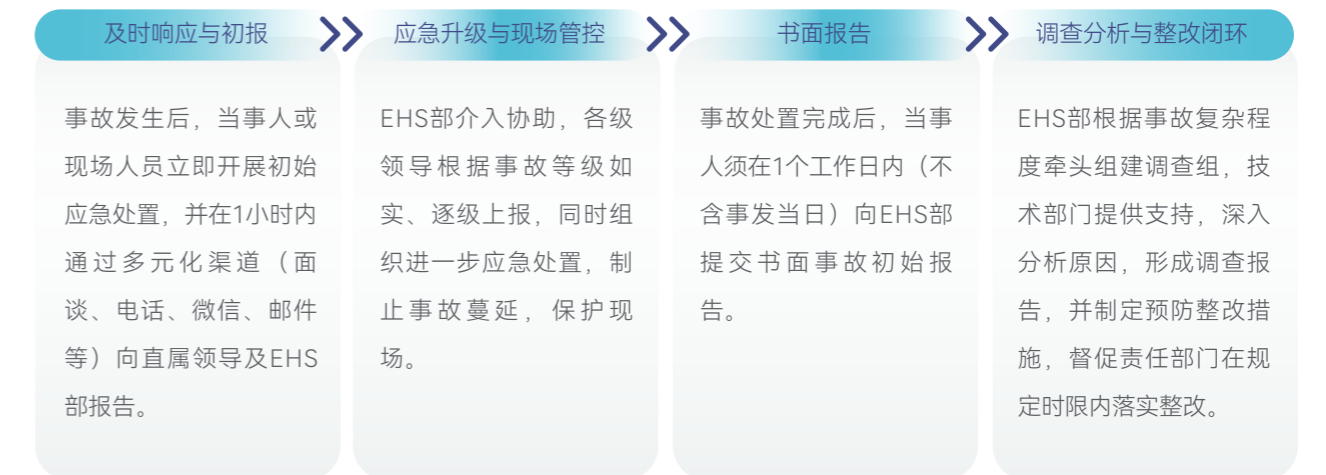 及时响应与初报
事故发生后，当事人或
现场人员立即开展初始
应急处置，并在1小时内
通过多元化渠道（面
谈、电话、微信、邮件
等）向直属领导及EHS
部报告。
应急升级与现场管控
EHS部介入协助，各级
领导根据事故等级如
实、逐级上报，同时组
织进一步应急处置，制
止事故蔓延，保护现
场。
书面报告
事故处置完成后，当事
人须在1个工作日内（不
含事发当日）向EHS部
提交书面事故初始报
告。
调查分析与整改闭环
EHS部根据事故复杂程
度牵头组建调查组，技
术部门提供支持，深入
分析原因，形成调查报
告，并制定预防整改措
施，督促责任部门在规
定时限内落实整改。